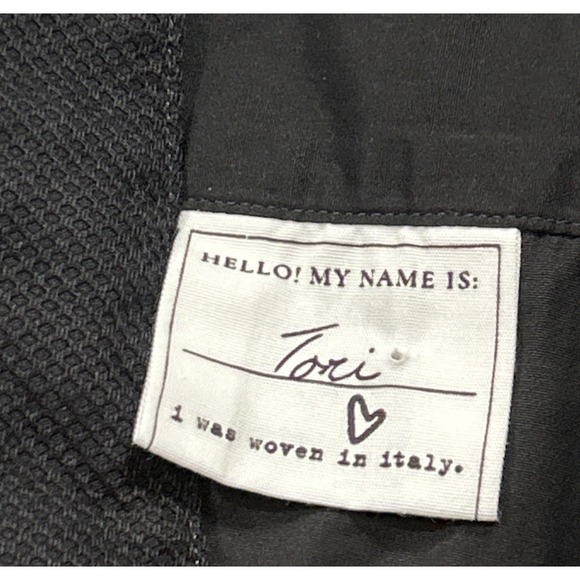 HELLO! MY NAME IS:
Tori
i was woven in italy.